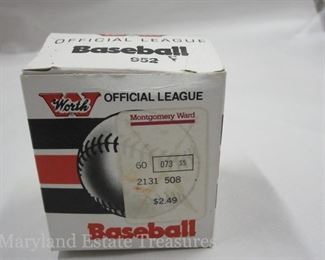 OFFICIAL LEAGUE
Baseball
952
Worth
OFFICIAL LEAGUE
Montgomery Ward
60 073 15
2131 508
$2.49
Baseball
Maryland Estate Treasures